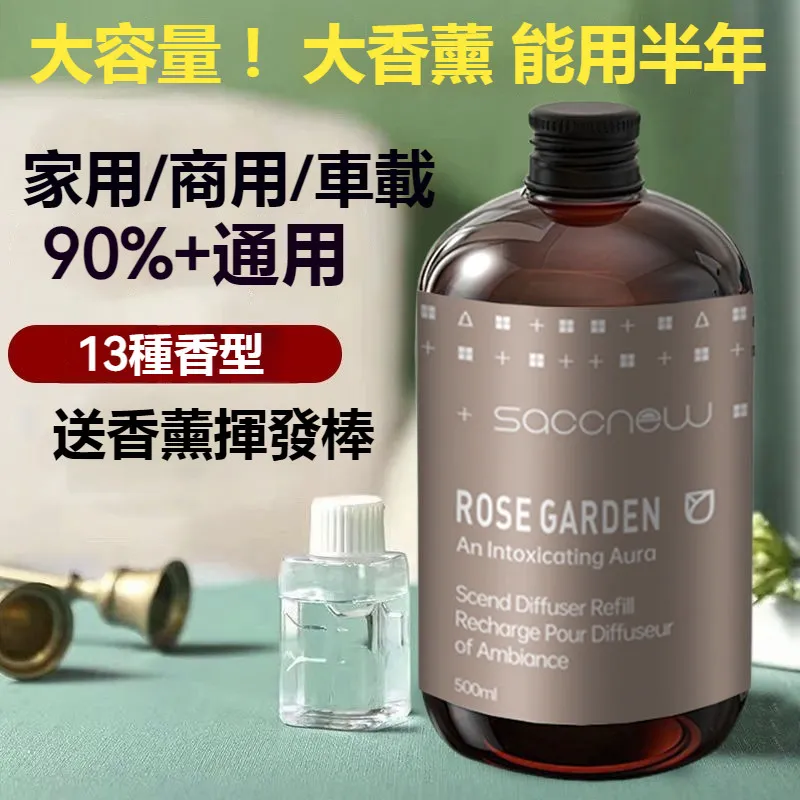 大容量！ 大香薰 能用半年
家用/商用/車載
90%+通用
13種香型
送香薰揮發棒
saccnew
ROSE GARDEN
An Intoxicating Aura
Scend Diffuser Refill
Recharge Pour Diffuseur
of Ambiance
500ml